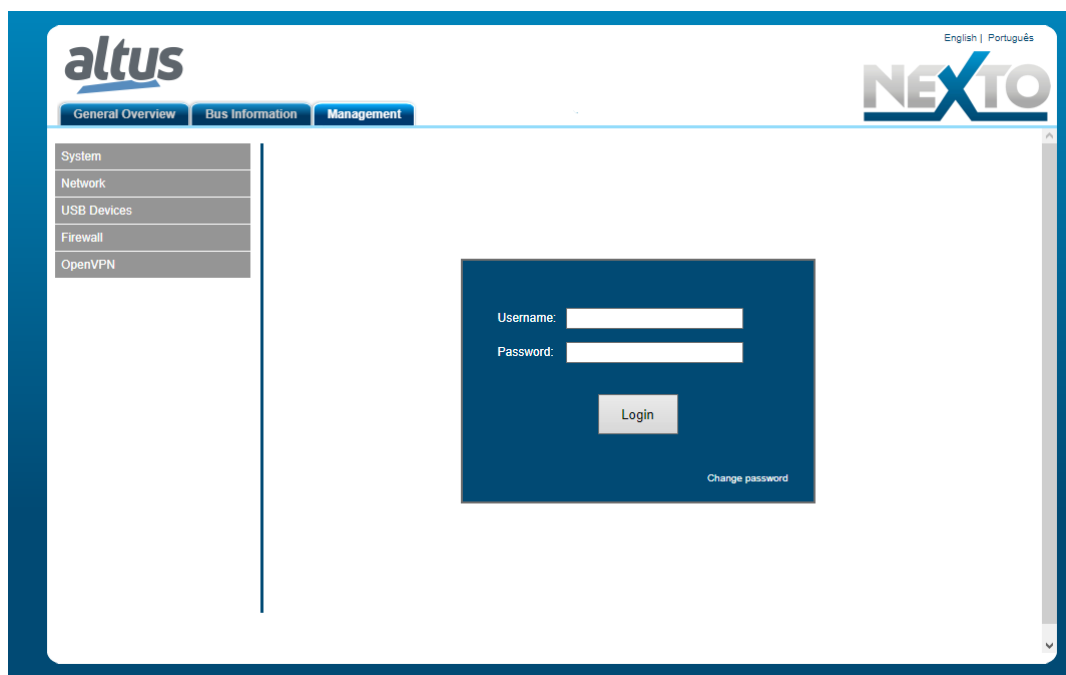 English | Português
altus
NEXTO
General Overview Bus Information Management
System
Network
USB Devices
Firewall
OpenVPN
Username:
Password:
Login
Change password